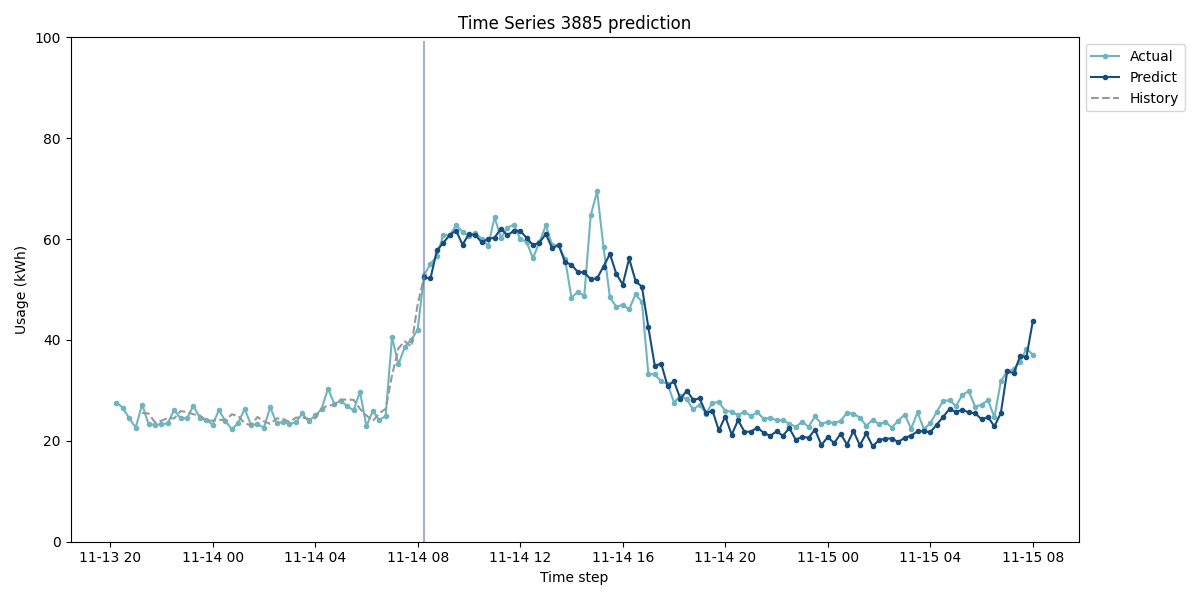 Time Series 3885 prediction
100
80
60
40
20
0
Usage (kWh)
11-13 20
11-14 00
11-14 04
11-14 08
11-14 12
11-14 16
11-14 20
11-15 00
11-15 04
11-15 08
Time step
Actual
Predict
History